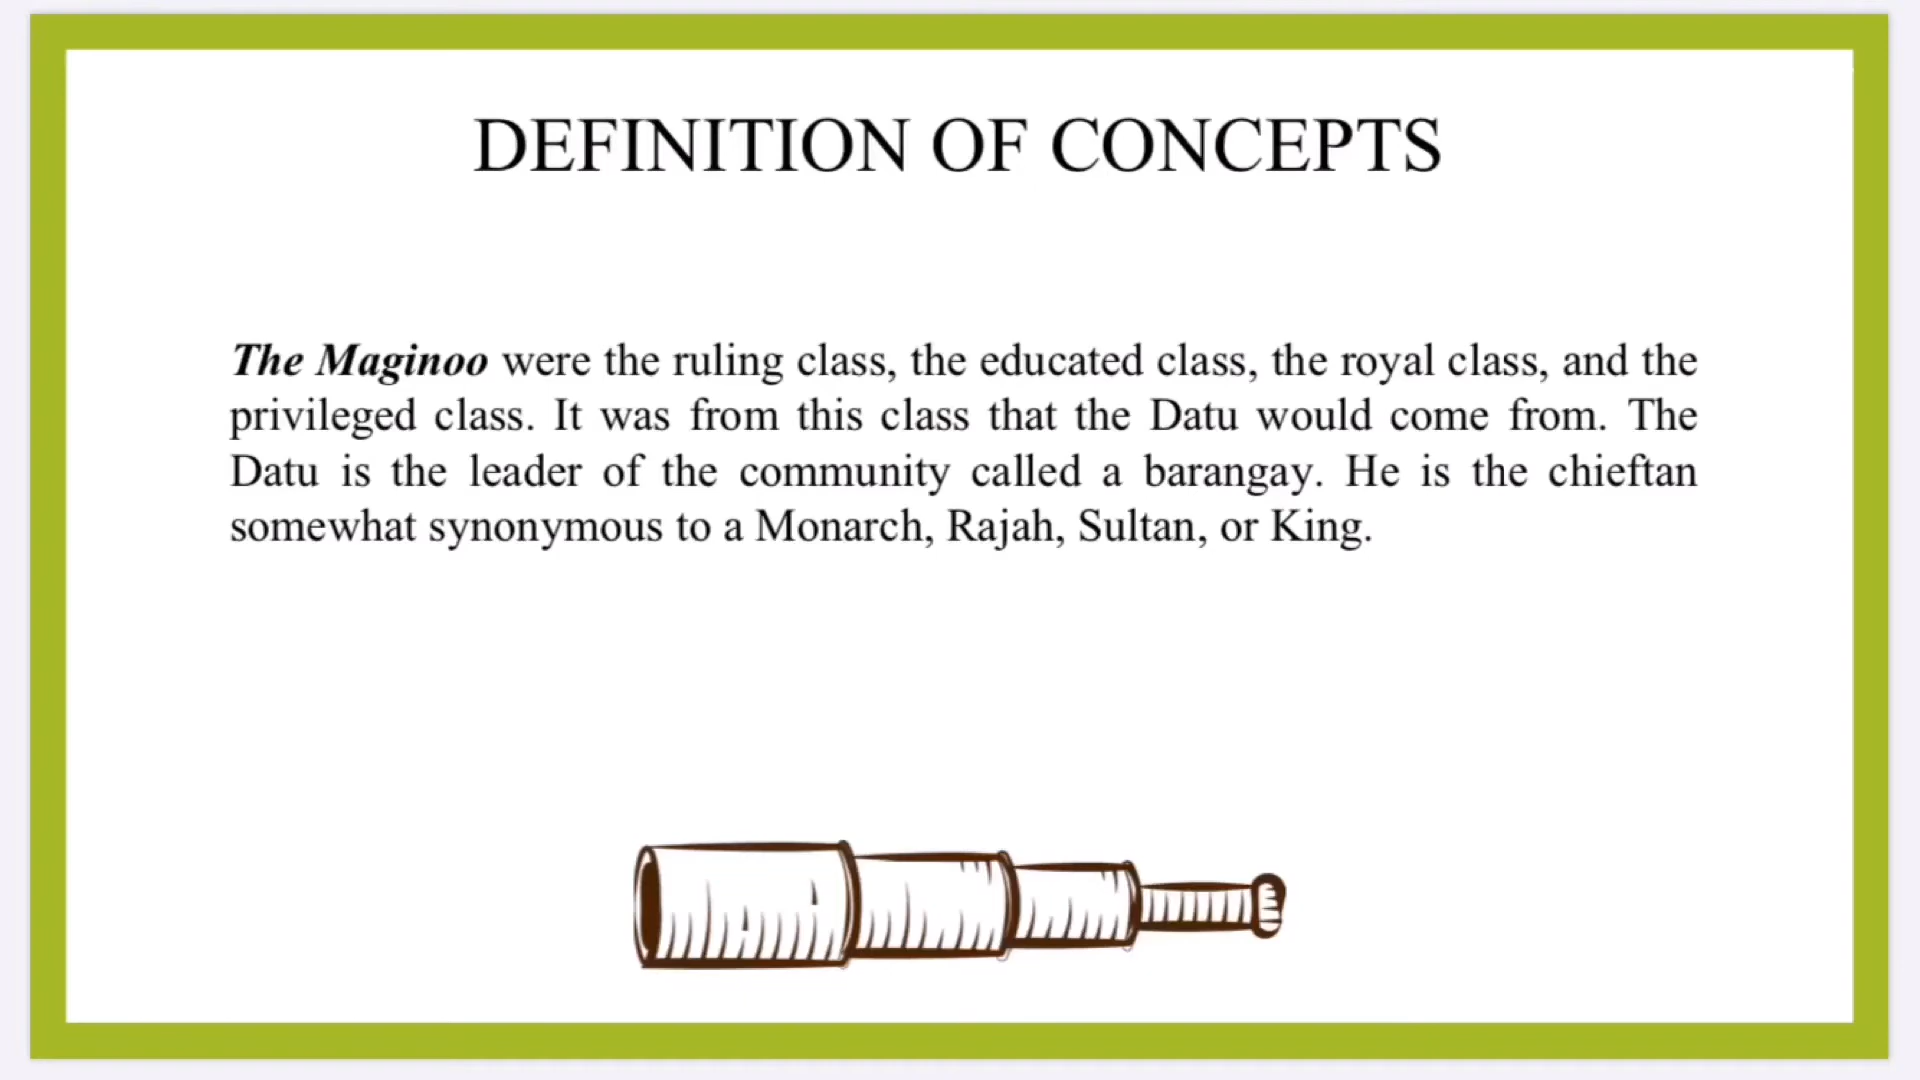 DEFINITION OF CONCEPTS
The Maginoo were the ruling class, the educated class, the royal class, and the
privileged class. It was from this class that the Datu would come from. The
Datu is the leader of the community called a barangay. He is the chieftan
somewhat synonymous to a Monarch, Rajah, Sultan, or King.